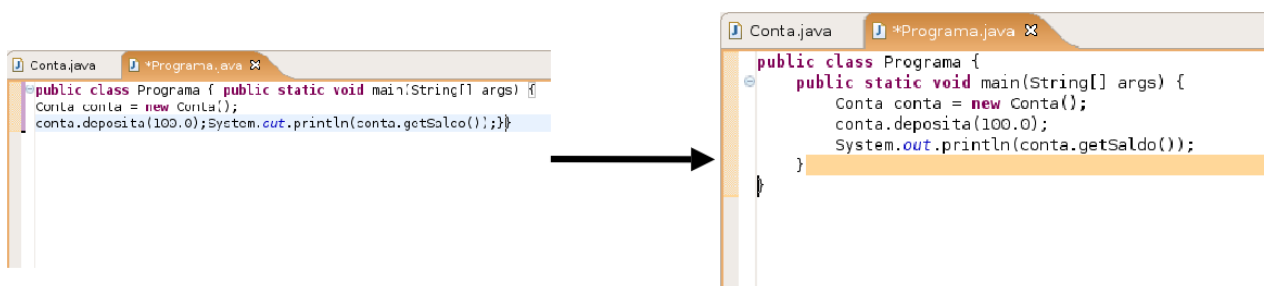 Conta.java *Programa.java
public class Programa { public static void main(String[] args) {
Conta conta = new Conta();
conta.deposita(100.0);System.out.println(conta.getSaldo());}}
Conta.java *Programa.java
public class Programa {
public static void main(String[] args) {
Conta conta = new Conta();
conta.deposita(100.0);
System.out.println(conta.getSaldo());
}
}